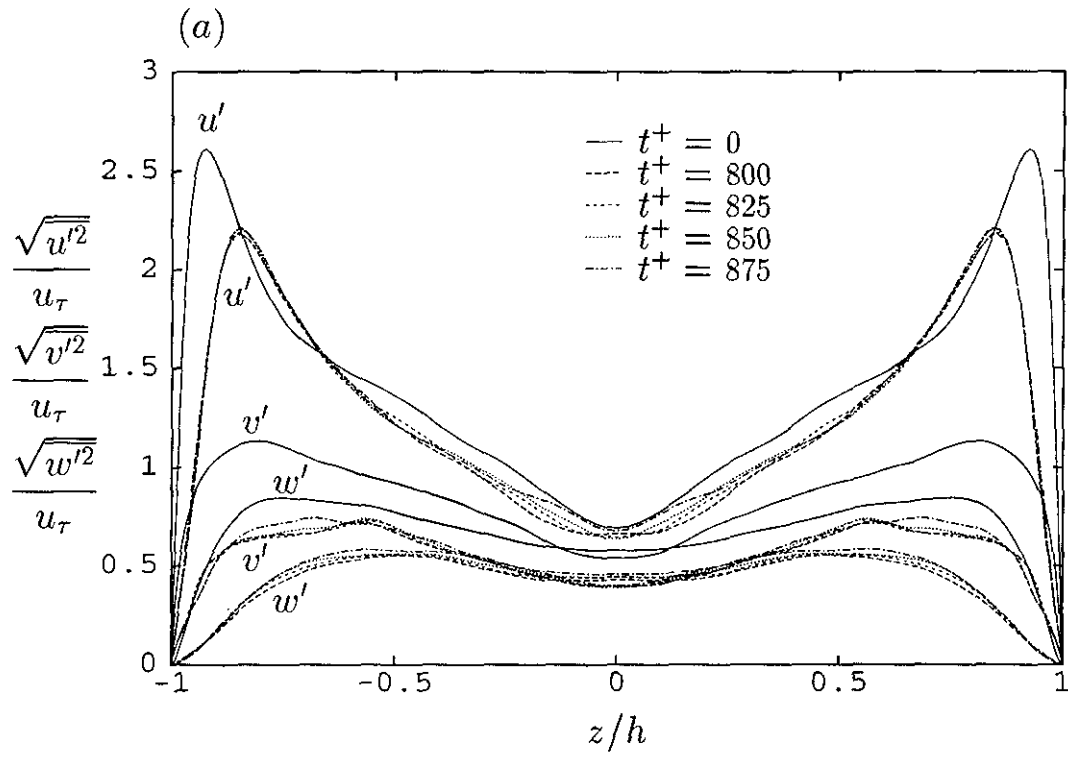 (a)
3
2.5
2
1.5
1
0.5
0
√u′²
u_τ
√v′²
u_τ
√w′²
u_τ
u′
u′
v′
w′
v′
w′
t⁺ = 0
t⁺ = 800
t⁺ = 825
t⁺ = 850
t⁺ = 875
-1 -0.5 0 0.5 1
z/h